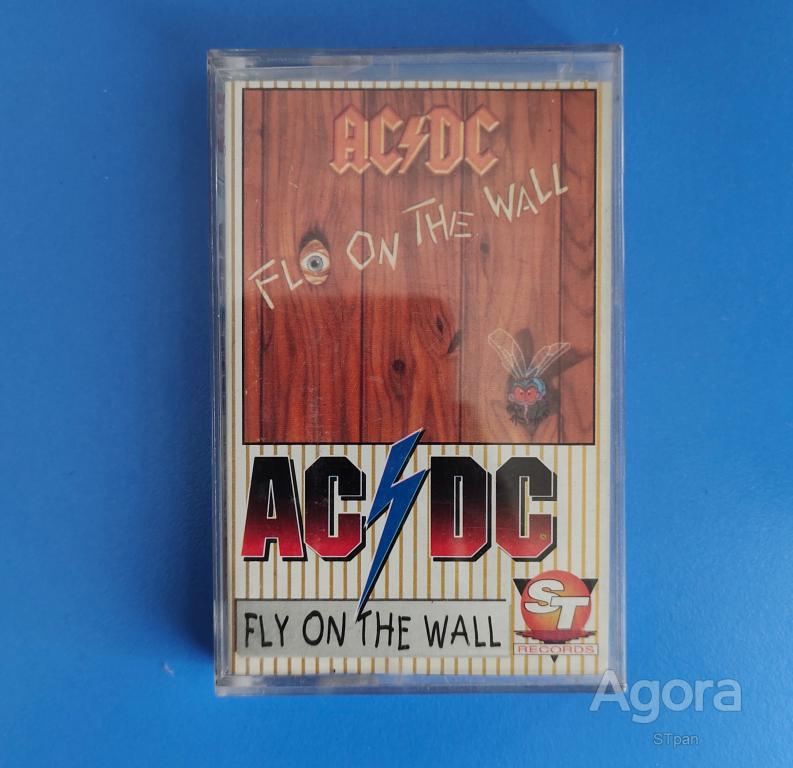 AC/DC
FLY ON THE WALL
AC/DC
FLY ON THE WALL
ST
RECORDS
Agora
STpan